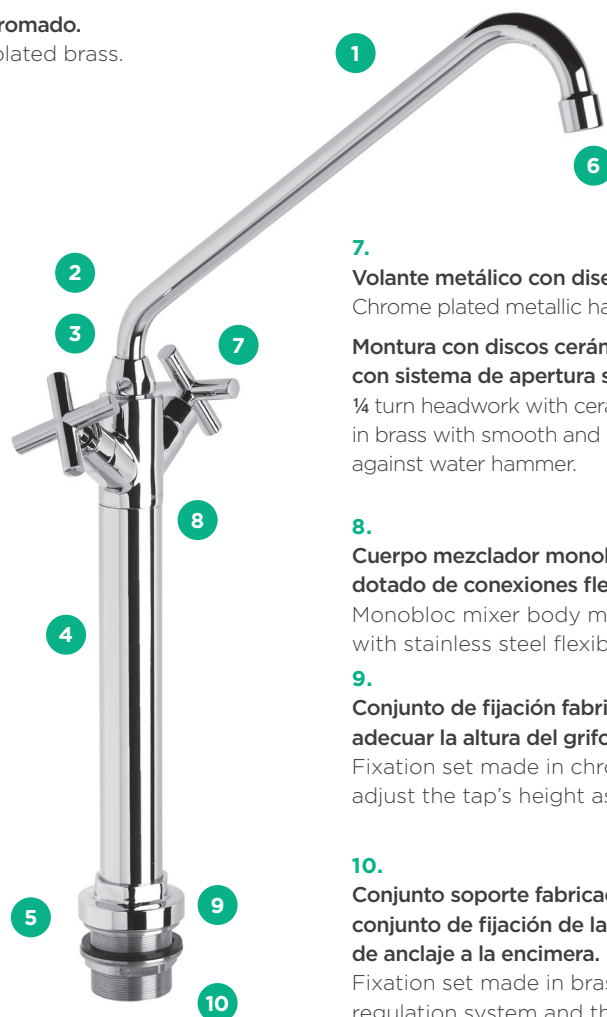 romado.
plated brass.
1
6
2
3
7
8
4
5
9
10
7.
Volante metálico con dise
Chrome plated metallic ha
Montura con discos cerám
con sistema de apertura s
¼ turn headwork with cera
in brass with smooth and
against water hammer.
8.
Cuerpo mezclador monol
dotado de conexiones fle
Monobloc mixer body m
with stainless steel flexib
9.
Conjunto de fijación fabri
adecuar la altura del grifo
Fixation set made in chro
adjust the tap’s height as
10.
Conjunto soporte fabricad
conjunto de fijación de la
de anclaje a la encimera.
Fixation set made in bras
regulation system and th